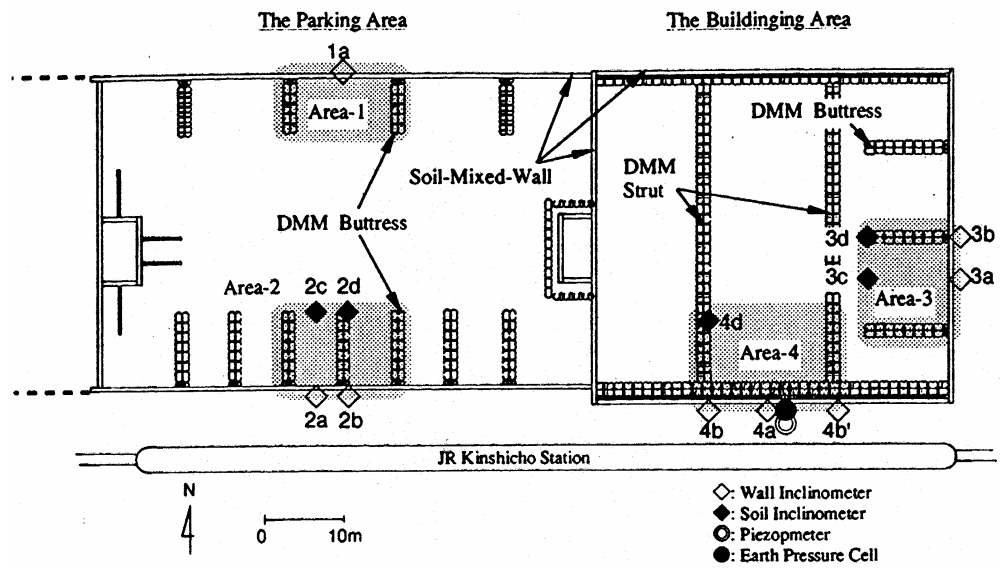 The Parking Area
The Buildinging Area
1a
Area-1
DMM Buttress
Soil-Mixed-Wall
DMM
Strut
DMM Buttress
3d
3b
3c
3a
Area-2
2c
2d
Area-3
4d
Area-4
2a
2b
4b
4a
4b'
JR Kinshicho Station
N
0
10m
: Wall Inclinometer
: Soil Inclinometer
: Piezopmeter
: Earth Pressure Cell